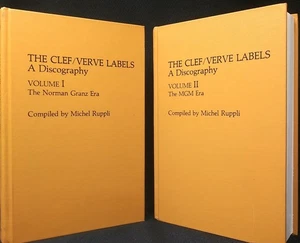 THE CLEF/VERVE LABELS
A Discography
VOLUME I
The Norman Granz Era
Compiled by Michel Ruppli
THE CLEF/VERVE LABELS
A Discography
VOLUME II
The MGM Era
Compiled by Michel Ruppli